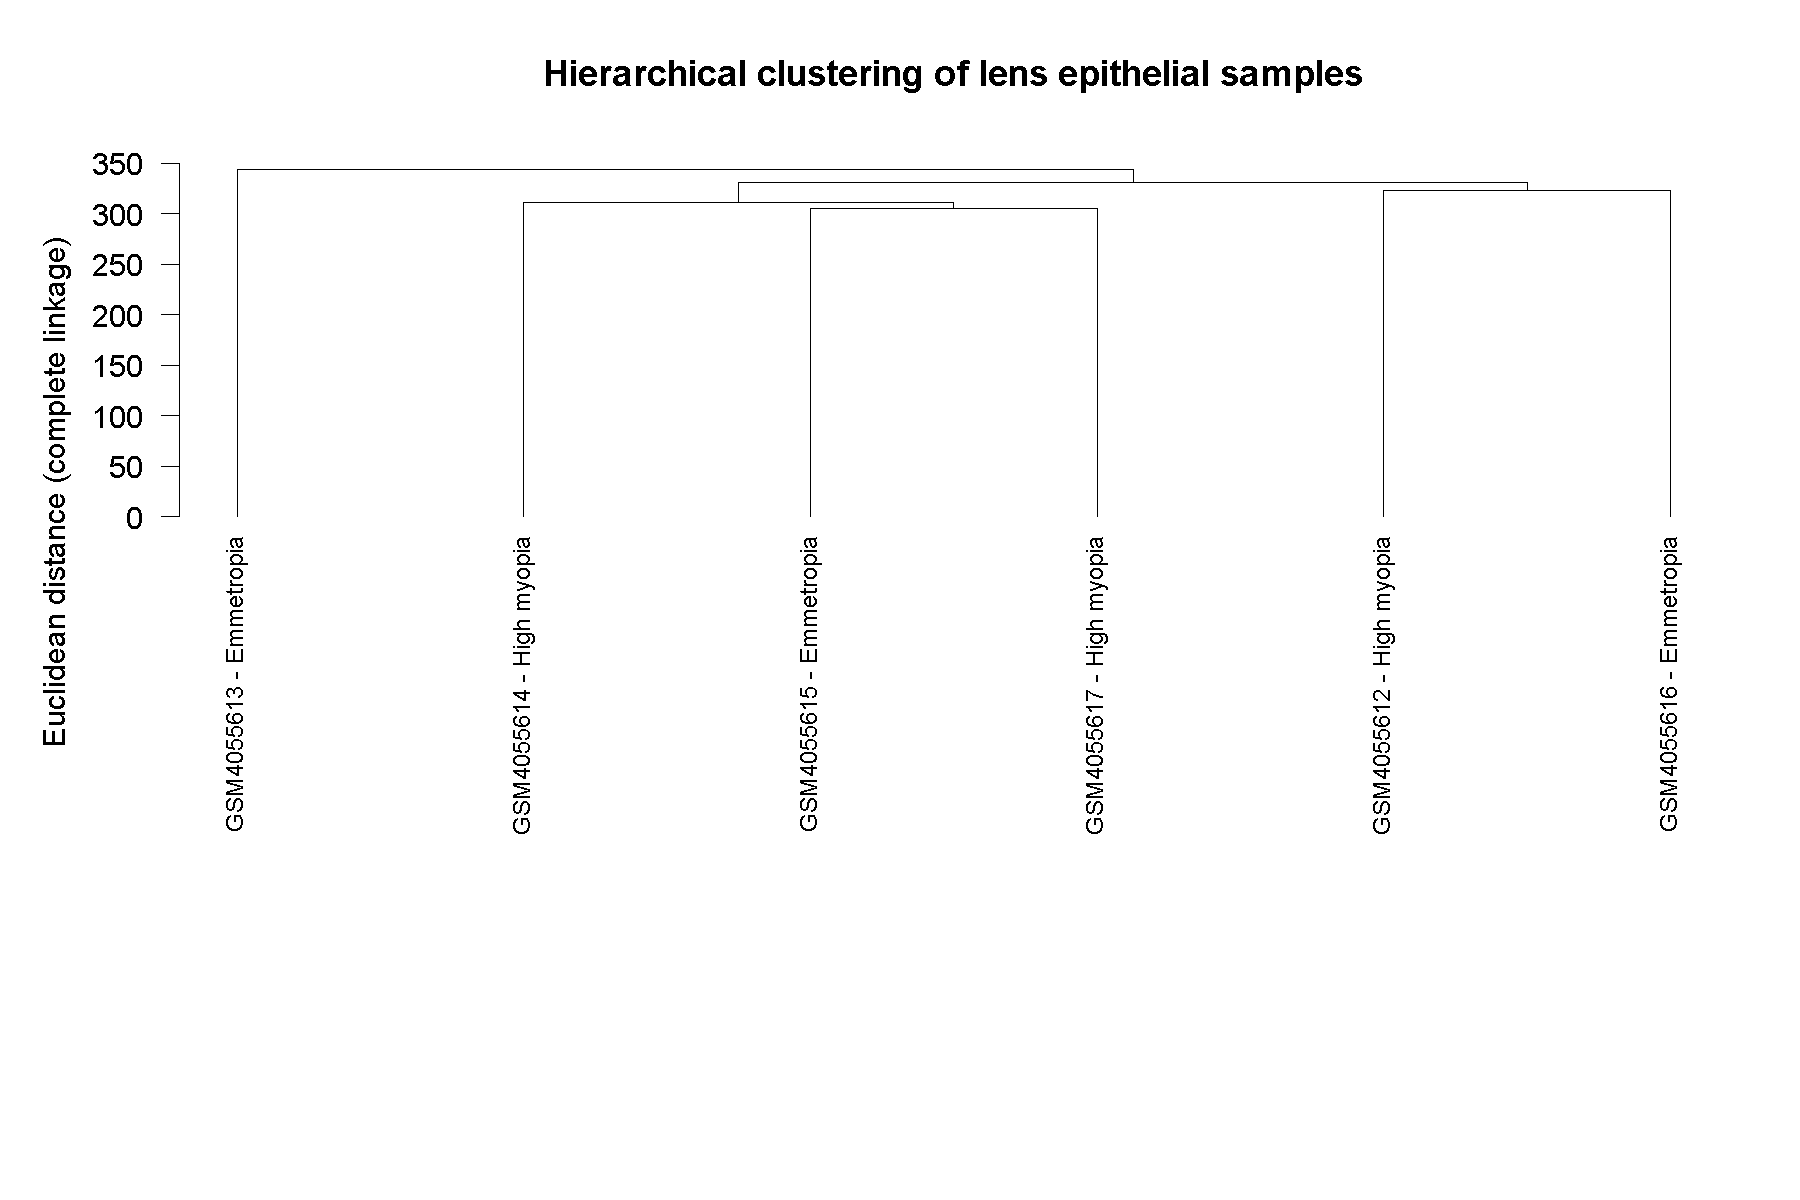 Hierarchical clustering of lens epithelial samples
Euclidean distance (complete linkage)
350
300
250
200
150
100
50
0
GSM4055613 - Emmetropia
GSM4055614 - High myopia
GSM4055615 - Emmetropia
GSM4055617 - High myopia
GSM4055612 - High myopia
GSM4055616 - Emmetropia